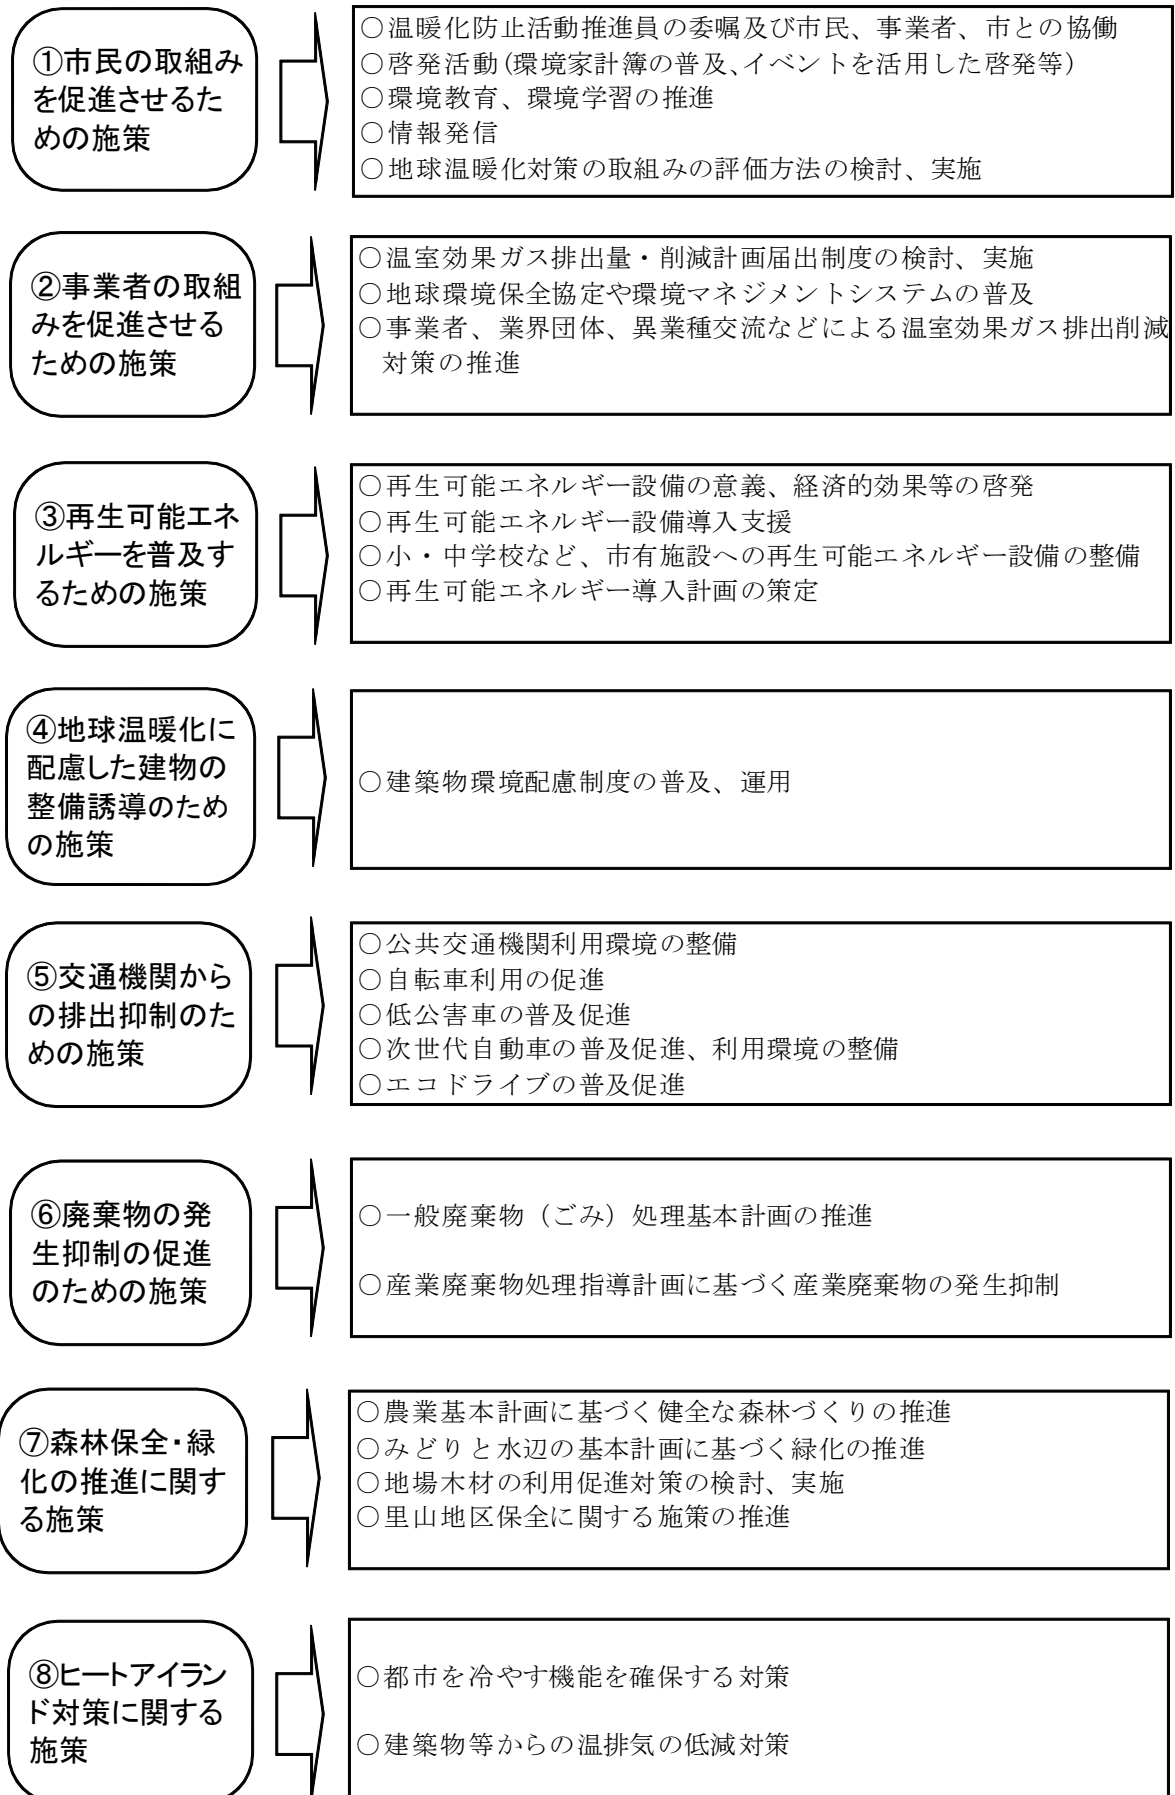 ①市民の取組み
を促進させるた
めの施策
○温暖化防止活動推進員の委嘱及び市民、事業者、市との協働
○啓発活動(環境家計簿の普及、イベントを活用した啓発等)
○環境教育、環境学習の推進
○情報発信
○地球温暖化対策の取組みの評価方法の検討、実施
②事業者の取組
みを促進させる
ための施策
○温室効果ガス排出量・削減計画届出制度の検討、実施
○地球環境保全協定や環境マネジメントシステムの普及
○事業者、業界団体、異業種交流などによる温室効果ガス排出削減
対策の推進
③再生可能エネ
ルギーを普及す
るための施策
○再生可能エネルギー設備の意義、経済的効果等の啓発
○再生可能エネルギー設備導入支援
○小・中学校など、市有施設への再生可能エネルギー設備の整備
○再生可能エネルギー導入計画の策定
④地球温暖化に
配慮した建物の
整備誘導のため
の施策
○建築物環境配慮制度の普及、運用
⑤交通機関から
の排出抑制のた
めの施策
○公共交通機関利用環境の整備
○自転車利用の促進
○低公害車の普及促進
○次世代自動車の普及促進、利用環境の整備
○エコドライブの普及促進
⑥廃棄物の発
生抑制の促進
のための施策
○一般廃棄物（ごみ）処理基本計画の推進
○産業廃棄物処理指導計画に基づく産業廃棄物の発生抑制
⑦森林保全・緑
化の推進に関す
る施策
○農業基本計画に基づく健全な森林づくりの推進
○みどりと水辺の基本計画に基づく緑化の推進
○地場木材の利用促進対策の検討、実施
○里山地区保全に関する施策の推進
⑧ヒートアイラン
ド対策に関する
施策
○都市を冷やす機能を確保する対策
○建築物等からの温排気の低減対策